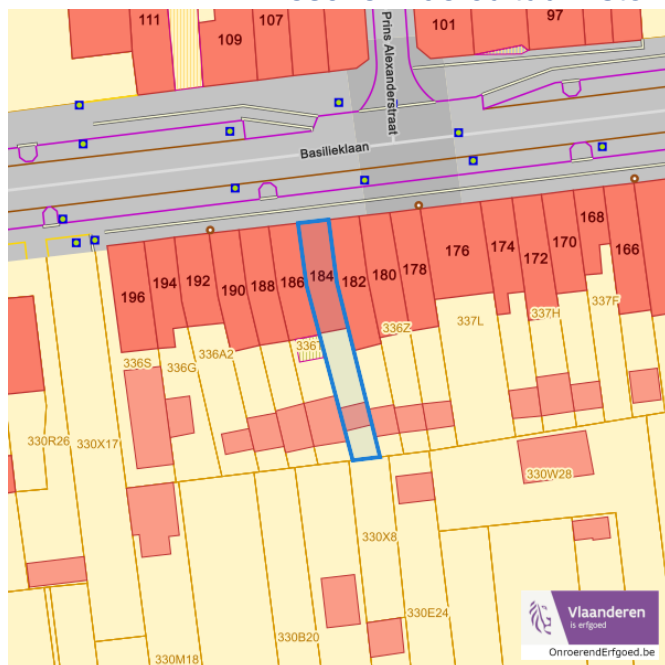 111
109
107
101
97
Prins Alexanderstraat
Basilieklaan
196
194
192
190
188
186
184
182
180
178
176
174
172
170
168
166
336S
336G
336A2
336Z
337L
337H
337F
330R26
330X17
330W28
330X8
330E24
330B20
330M18
Vlaanderen
is erfgoed
OnroerendErfgoed.be